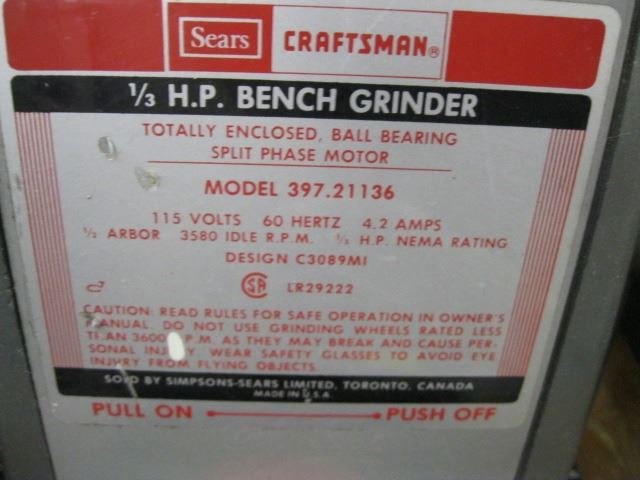 Sears CRAFTSMAN®
1/3 H.P. BENCH GRINDER
TOTALLY ENCLOSED, BALL BEARING
SPLIT PHASE MOTOR
MODEL 397.21136
115 VOLTS 60 HERTZ 4.2 AMPS
1/2 ARBOR 3580 IDLE R.P.M. 1/3 H.P. NEMA RATING
DESIGN C3089MI
SA LR29222
CAUTION: READ RULES FOR SAFE OPERATION IN OWNER'S
MANUAL. DO NOT USE GRINDING WHEELS RATED LESS
THAN 3600 R.P.M. AS THEY MAY BREAK AND CAUSE PER-
SONAL INJURY. WEAR SAFETY GLASSES TO AVOID EYE
INJURY FROM FLYING OBJECTS.
SOLD BY SIMPSONS-SEARS LIMITED, TORONTO, CANADA
MADE IN U.S.A.
PULL ON PUSH OFF